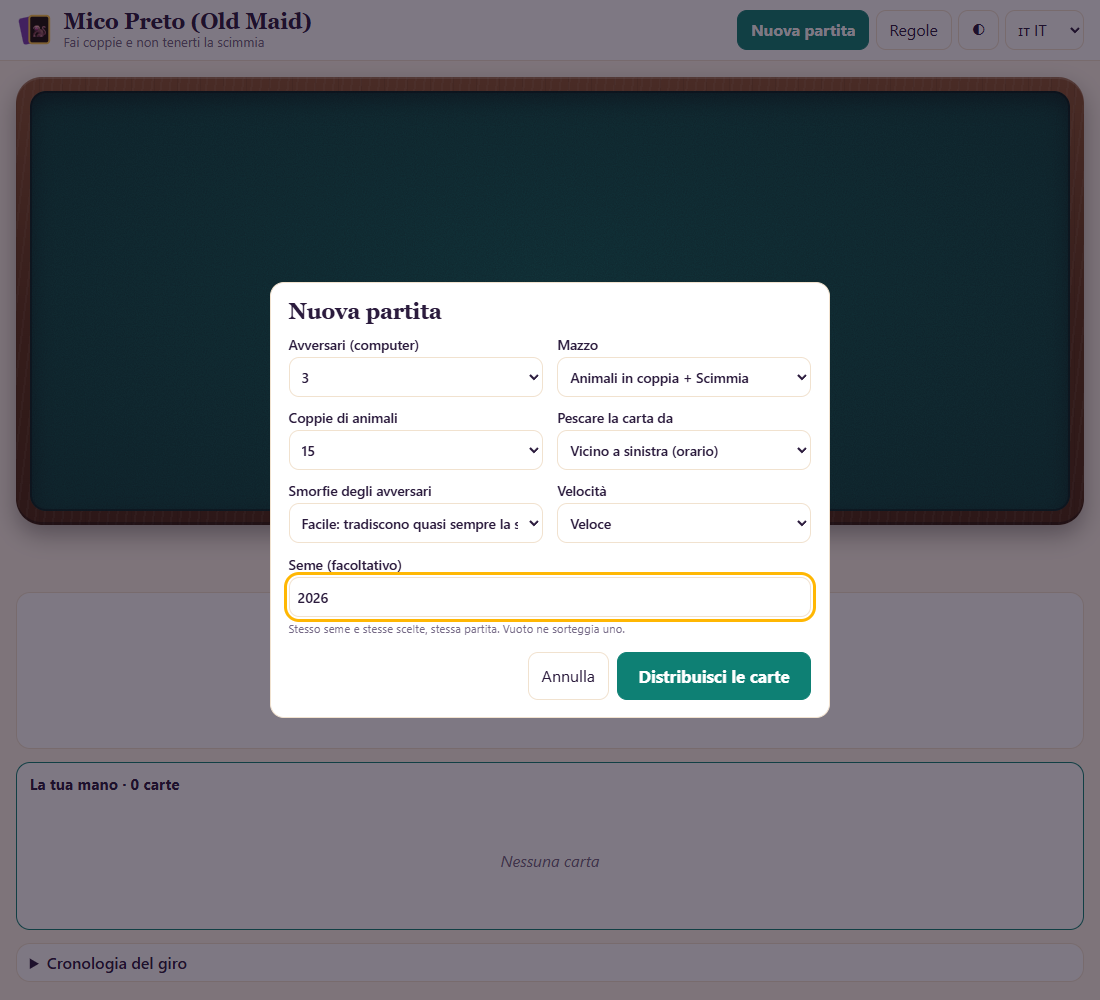 Mico Preto (Old Maid)
Fai coppie e non tenerti la scimmia
Nuova partita
Regole
IT IT
Nuova partita
Avversari (computer)
Mazzo
3
Animali in coppia + Scimmia
Coppie di animali
Pescare la carta da
15
Vicino a sinistra (orario)
Smorfie degli avversari
Velocità
Facile: tradiscono quasi sempre la s
Veloce
Seme (facoltativo)
2026
Stesso seme e stesse scelte, stessa partita. Vuoto ne sorteggia uno.
Annulla
Distribuisci le carte
La tua mano · 0 carte
Nessuna carta
Cronologia del giro